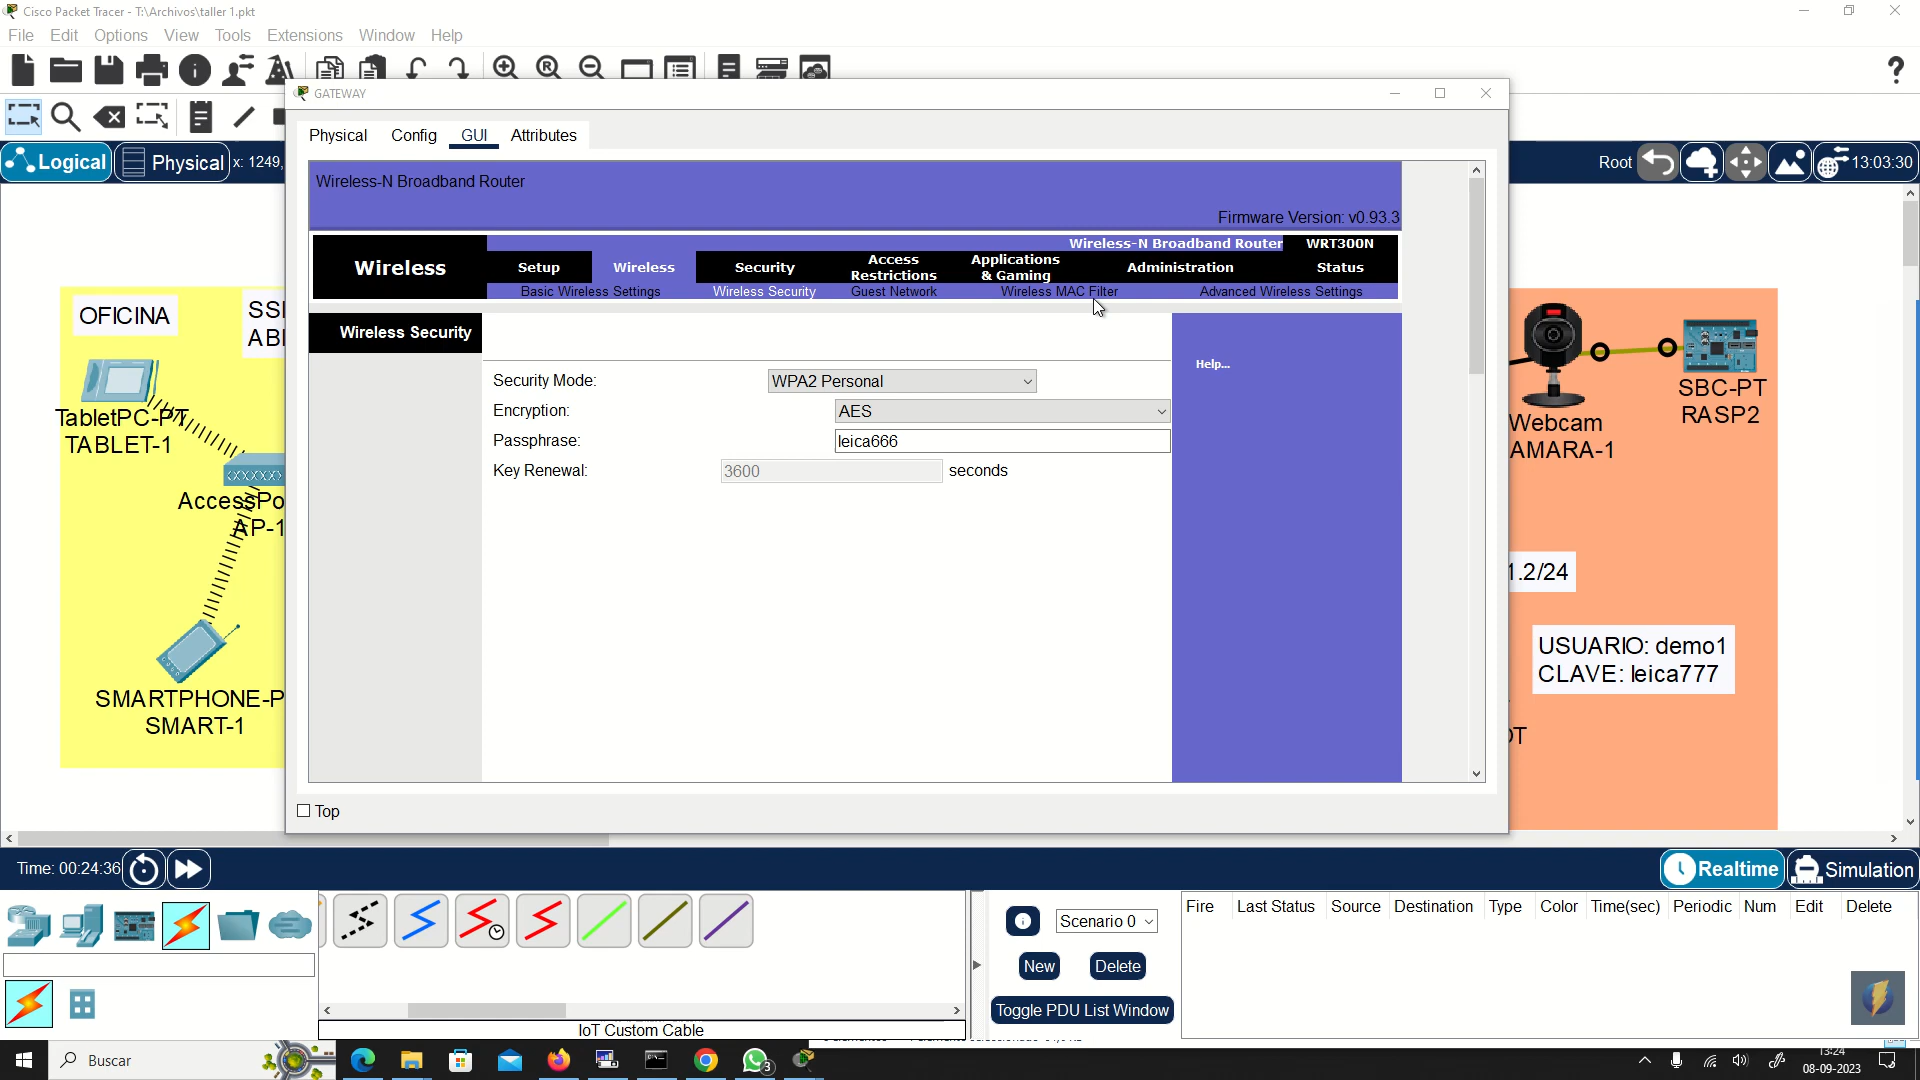 Cisco Packet Tracer - T:\Archivos\taller 1.pkt
File Edit Options View Tools Extensions Window Help
GATEWAY
Logical
Physical
x: 1249,
Root
13:03:30
Physical Config GUI Attributes
Wireless-N Broadband Router
Firmware Version: v0.93.3
Wireless-N Broadband Router WRT300N
Wireless
Setup Wireless Security Access Restrictions Applications & Gaming Administration Status
Basic Wireless Settings Wireless Security Guest Network Wireless MAC Filter Advanced Wireless Settings
Wireless Security
Help...
Security Mode: WPA2 Personal
Encryption: AES
Passphrase: leica666
Key Renewal: 3600 seconds
Top
OFICINA
SSI
ABI
TabletPC-PT
TABLET-1
AccessPo
AP-1
SMARTPHONE-P
SMART-1
Webcam
AMARA-1
SBC-PT
RASP2
1.2/24
USUARIO: demo1
CLAVE: leica777
OT
Time: 00:24:36
Realtime
Simulation
Scenario 0
New
Delete
Toggle PDU List Window
Fire Last Status Source Destination Type Color Time(sec) Periodic Num Edit Delete
IoT Custom Cable
Buscar
3
13:24
08-09-2023